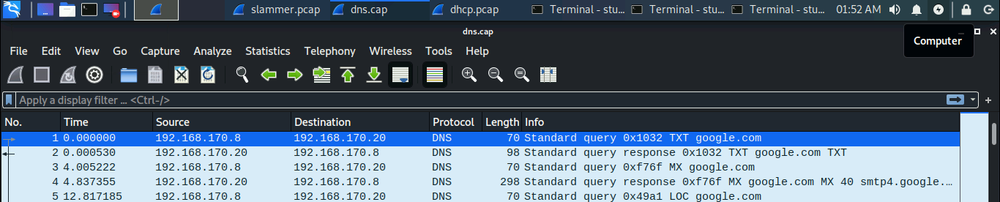 slammer.pcap dns.cap dhcp.pcap Terminal - stu... Terminal - stu... Terminal - stu... 01:52 AM
dns.cap
Computer
File Edit View Go Capture Analyze Statistics Telephony Wireless Tools Help
Apply a display filter ... <Ctrl-/>
No. Time Source Destination Protocol Length Info
1 0.000000 192.168.170.8 192.168.170.20 DNS 70 Standard query 0x1032 TXT google.com
2 0.000530 192.168.170.20 192.168.170.8 DNS 98 Standard query response 0x1032 TXT google.com TXT
3 4.005222 192.168.170.8 192.168.170.20 DNS 70 Standard query 0xf76f MX google.com
4 4.837355 192.168.170.20 192.168.170.8 DNS 298 Standard query response 0xf76f MX google.com MX 40 smtp4.google.…
5 12.817185 192.168.170.8 192.168.170.20 DNS 70 Standard query 0x49a1 LOC google.com